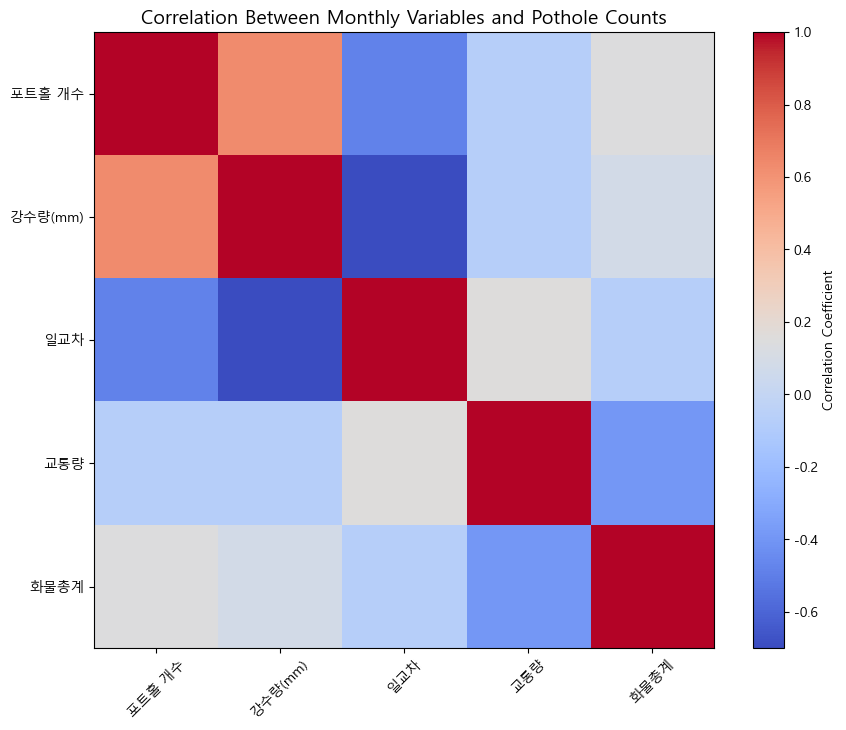 Correlation Between Monthly Variables and Pothole Counts
포트홀 개수
강수량(mm)
일교차
교통량
화물총계
포트홀 개수
강수량(mm)
일교차
교통량
화물총계
1.0
0.8
0.6
0.4
0.2
0.0
-0.2
-0.4
-0.6
Correlation Coefficient